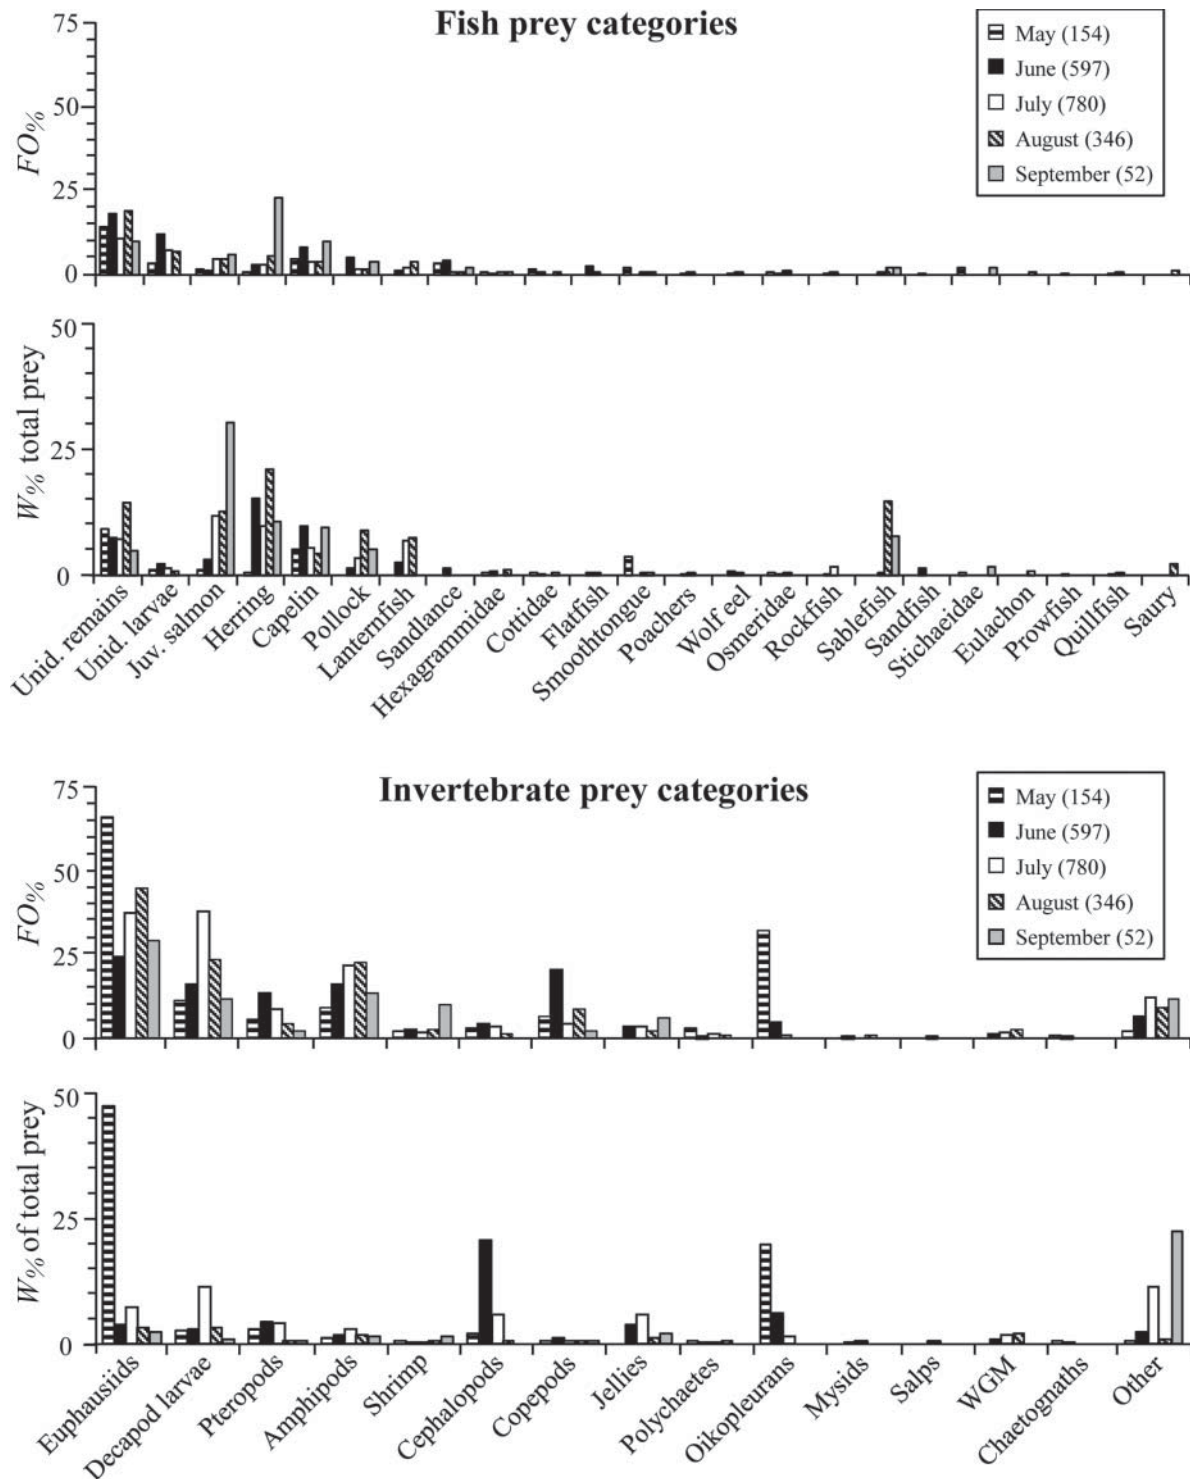 Fish prey categories
75
50
25
0
FO%
May (154)
June (597)
July (780)
August (346)
September (52)
50
25
0
W% total prey
Unid. remains
Unid. larvae
Juv. salmon
Herring
Capelin
Pollock
Lanternfish
Sandlance
Hexagrammidae
Cottidae
Flatfish
Smoothtongue
Poachers
Wolf eel
Osmeridae
Rockfish
Sablefish
Sandfish
Stichaeidae
Eulachon
Prowfish
Quillfish
Saury
Invertebrate prey categories
75
50
25
0
FO%
May (154)
June (597)
July (780)
August (346)
September (52)
50
25
0
W% of total prey
Euphausiids
Decapod larvae
Pteropods
Amphipods
Shrimp
Cephalopods
Copepods
Jellies
Polychaetes
Oikopleurans
Mysids
Salps
WGM
Chaetognaths
Other